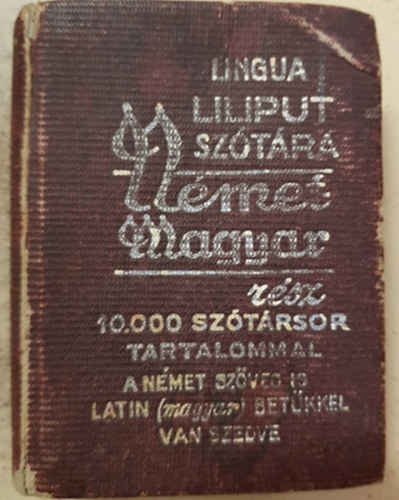 LINGUA
LILIPUT
SZÓTÁRA
Német
Magyar
rész
10.000 SZÓTÁRSOR
TARTALOMMAL
A NÉMET SZÖVEG IS
LATIN (magyar) BETŰKKEL
VAN SZEDVE